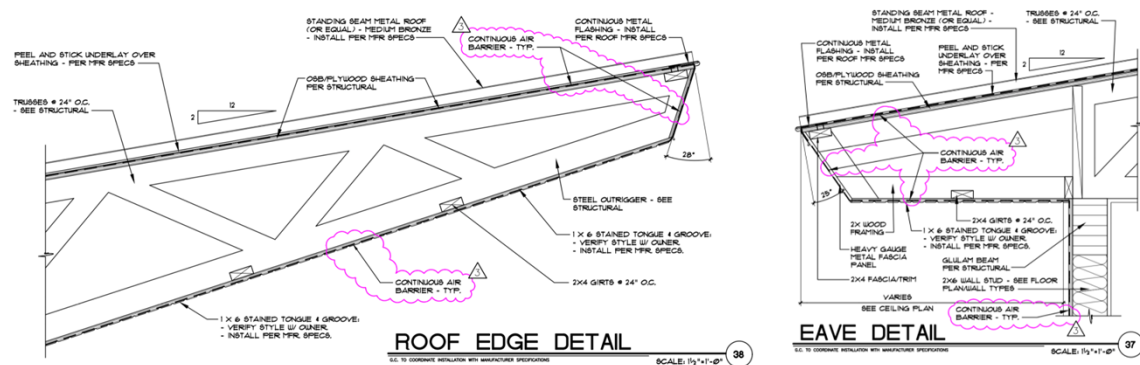 STANDING SEAM METAL ROOF
(OR EQUAL) - MEDIUM BRONZE
- INSTALL PER MFR SPECS
3
CONTINUOUS AIR
BARRIER - TYP.
CONTINUOUS METAL
FLASHING - INSTALL
PER ROOF MFR SPECS
PEEL AND STICK UNDERLAY OVER
SHEATHING - PER MFR SPECS
OSB/PLYWOOD SHEATHING
PER STRUCTURAL
TRUSSES @ 24" O.C.
- SEE STRUCTURAL
12
2
28°
STEEL OUTRIGGER - SEE
STRUCTURAL
1 X 6 STAINED TONGUE & GROOVE:
- VERIFY STYLE W/ OWNER
- INSTALL PER MFR. SPECS.
3
CONTINUOUS AIR
BARRIER - TYP.
2X4 GIRTS @ 24" O.C.
1 X 6 STAINED TONGUE & GROOVE:
- VERIFY STYLE W/ OWNER
- INSTALL PER MFR. SPECS.
ROOF EDGE DETAIL
G.C. TO COORDINATE INSTALLATION WITH MANUFACTURER SPECIFICATIONS
SCALE: 1½"=1'-0"
38
STANDING SEAM METAL ROOF -
MEDIUM BRONZE (OR EQUAL) -
INSTALL PER MFR SPECS
TRUSSES @ 24" O.C.
- SEE STRUCTURAL
CONTINUOUS METAL
FLASHING - INSTALL
PER ROOF MFR SPECS
PEEL AND STICK
UNDERLAY OVER
SHEATHING - PER
MFR SPECS
OSB/PLYWOOD SHEATHING
PER STRUCTURAL
12
2
3
CONTINUOUS AIR
BARRIER - TYP.
28°
2X WOOD
FRAMING
2X4 GIRTS @ 24" O.C.
1 X 6 STAINED TONGUE & GROOVE:
- VERIFY STYLE W/ OWNER
- INSTALL PER MFR. SPECS.
HEAVY GAUGE
METAL FASCIA
PANEL
GLULAM BEAM
PER STRUCTURAL
2X4 FASCIA/TRIM
2X6 WALL STUD - SEE FLOOR
PLAN/WALL TYPES
VARIES
SEE CEILING PLAN
CONTINUOUS AIR
BARRIER - TYP.
3
EAVE DETAIL
G.C. TO COORDINATE INSTALLATION WITH MANUFACTURER SPECIFICATIONS
SCALE: 1½"=1'-0"
37